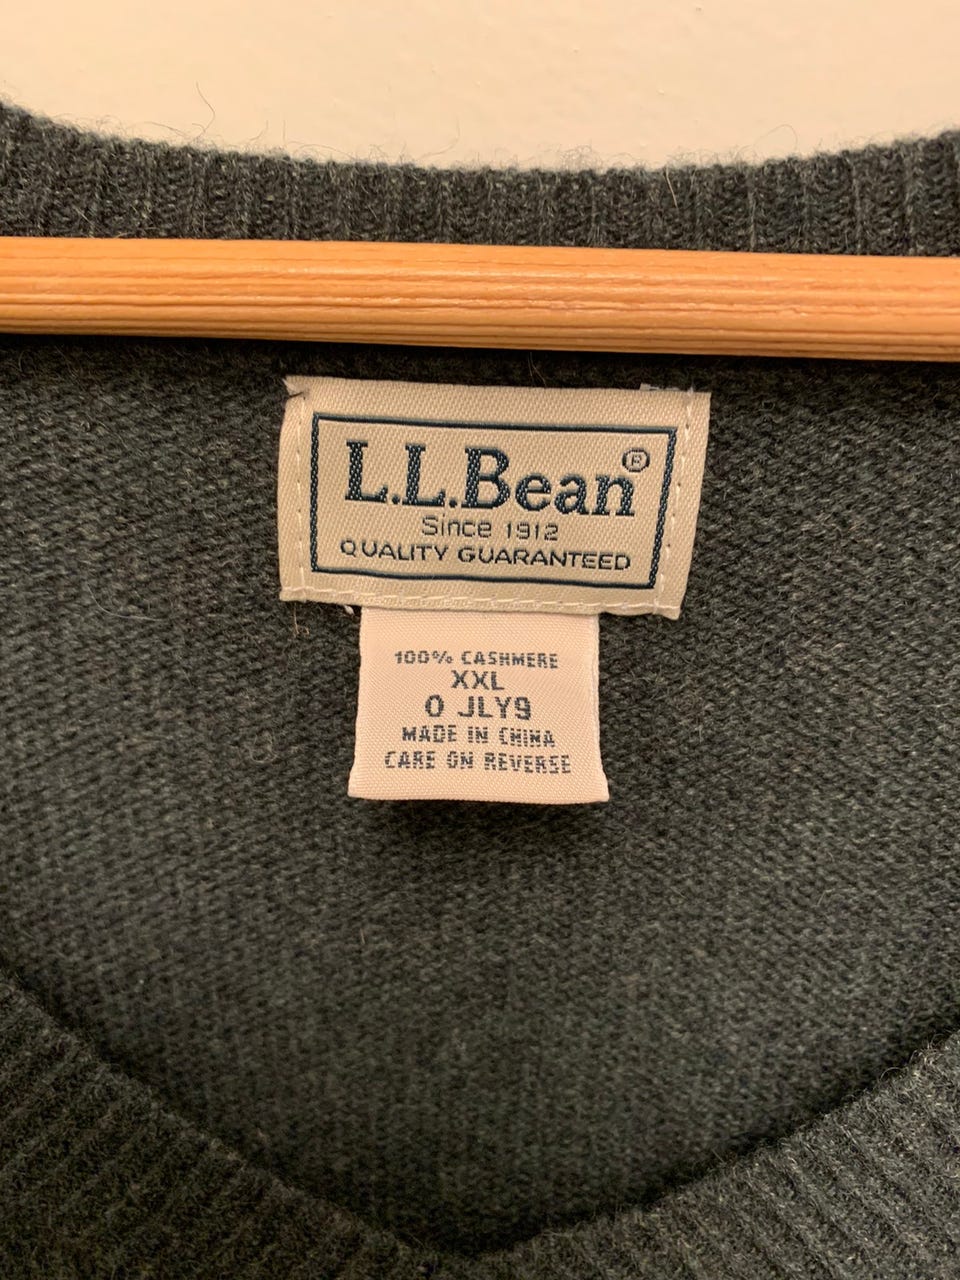 L.L.Bean®
Since 1912
QUALITY GUARANTEED
100% CASHMERE
XXL
0 JLY9
MADE IN CHINA
CARE ON REVERSE